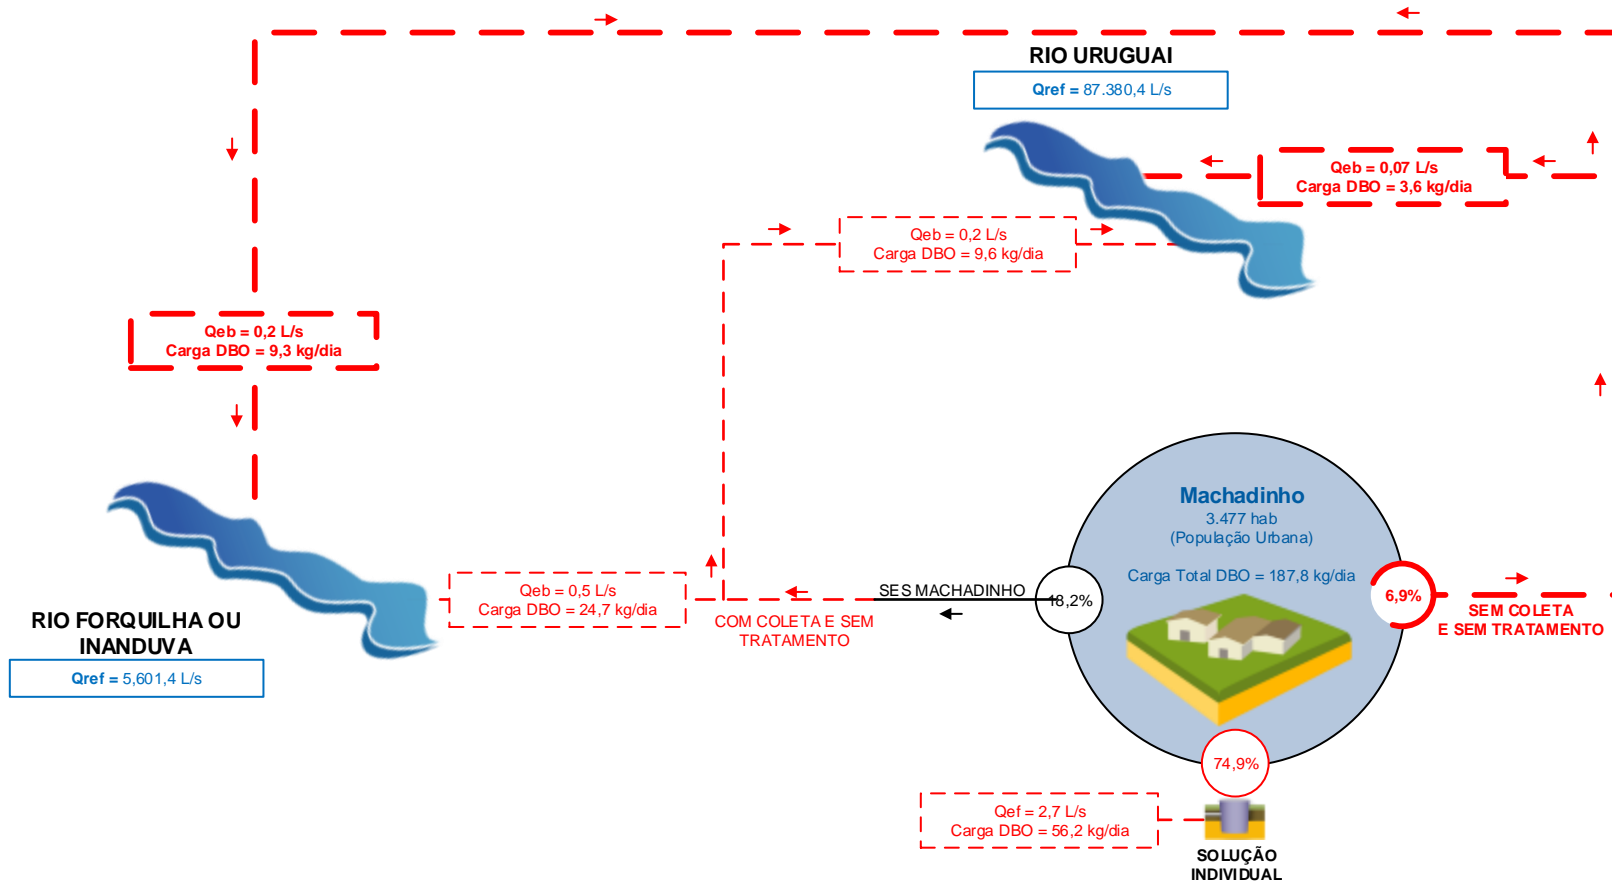 RIO URUGUAI
Qref = 87.380,4 L/s
Qeb = 0,07 L/s
Carga DBO = 3,6 kg/dia
Qeb = 0,2 L/s
Carga DBO = 9,6 kg/dia
Qeb = 0,2 L/s
Carga DBO = 9,3 kg/dia
Machadinho
3.477 hab
(População Urbana)
Carga Total DBO = 187,8 kg/dia
Qeb = 0,5 L/s
Carga DBO = 24,7 kg/dia
SES MACHADINHO
18,2%
6,9%
COM COLETA E SEM
TRATAMENTO
SEM COLETA
E SEM TRATAMENTO
RIO FORQUILHA OU
INANDUVA
Qref = 5,601,4 L/s
74,9%
Qef = 2,7 L/s
Carga DBO = 56,2 kg/dia
SOLUÇÃO
INDIVIDUAL